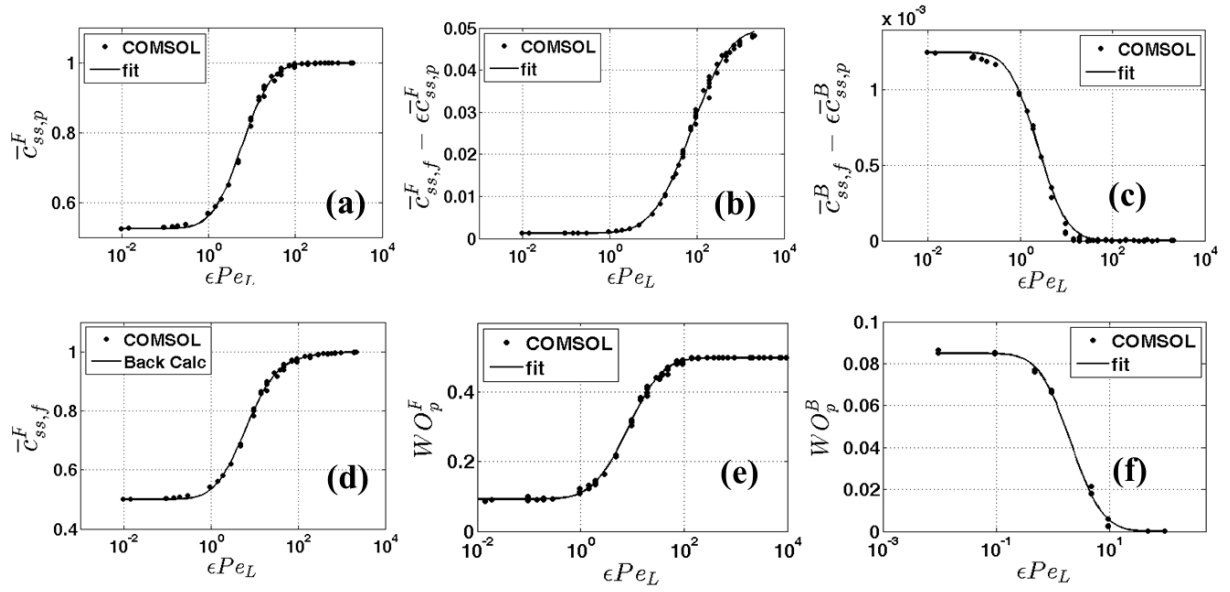 COMSOL
fit
1
0.8
0.6
c̄^F_{ss,p}
(a)
10^-2 10^0 10^2 10^4
ϵPe_L
0.05
0.04
0.03
0.02
0.01
0
COMSOL
fit
c̄^F_{ss,f} − ϵc̄^F_{ss,p}
(b)
10^-2 10^0 10^2 10^4
ϵPe_L
x 10^-3
1
0.5
0
COMSOL
fit
c̄^B_{ss,f} − ϵc̄^B_{ss,p}
(c)
10^-2 10^0 10^2 10^4
ϵPe_L
COMSOL
Back Calc
1
0.8
0.6
0.4
c̄^F_{ss,f}
(d)
10^-2 10^0 10^2 10^4
ϵPe_L
COMSOL
fit
0.4
0.2
0
WO^F_p
(e)
10^-2 10^0 10^2 10^4
ϵPe_L
0.1
0.08
0.06
0.04
0.02
0
COMSOL
fit
WO^B_p
(f)
10^-3 10^-1 10^1
ϵPe_L